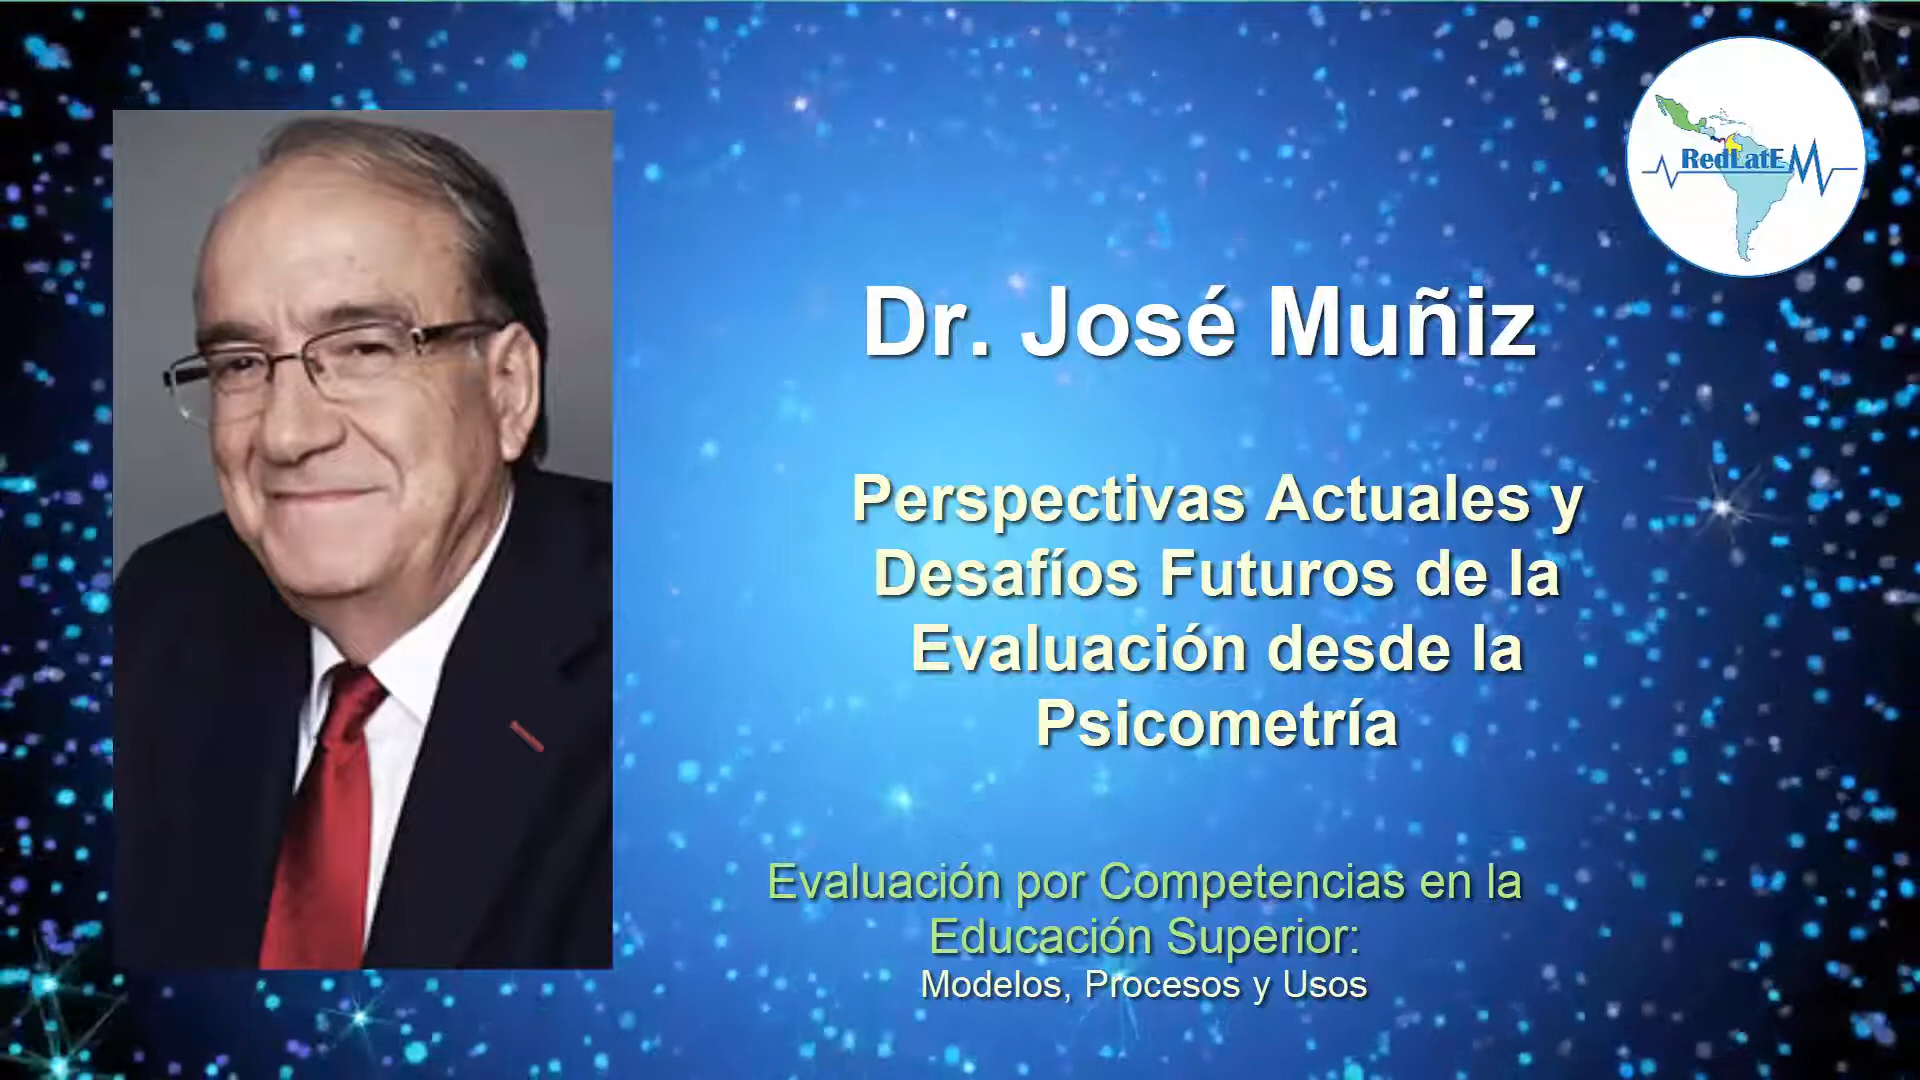 RedLatEM
Dr. José Muñiz
Perspectivas Actuales y
Desafíos Futuros de la
Evaluación desde la
Psicometría
Evaluación por Competencias en la
Educación Superior:
Modelos, Procesos y Usos